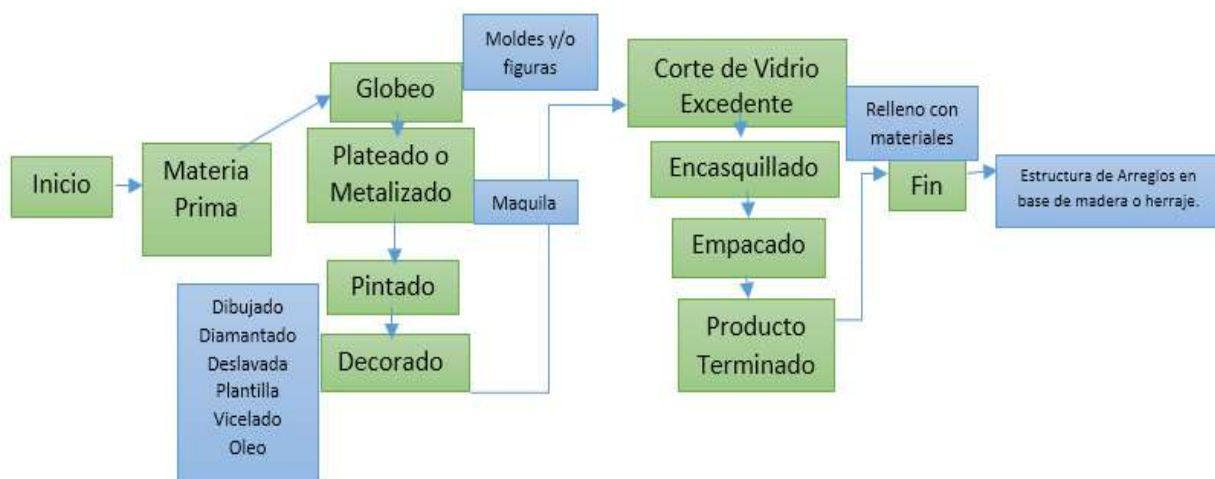 Inicio
Materia
Prima
Globeo
Moldes y/o
figuras
Plateado o
Metalizado
Maquila
Pintado
Decorado
Dibujado
Diamantado
Deslavada
Plantilla
Vicelado
Oleo
Corte de Vidrio
Excedente
Encasquillado
Empacado
Producto
Terminado
Relleno con
materiales
Fin
Estructura de Arreglos en
base de madera o herraje.